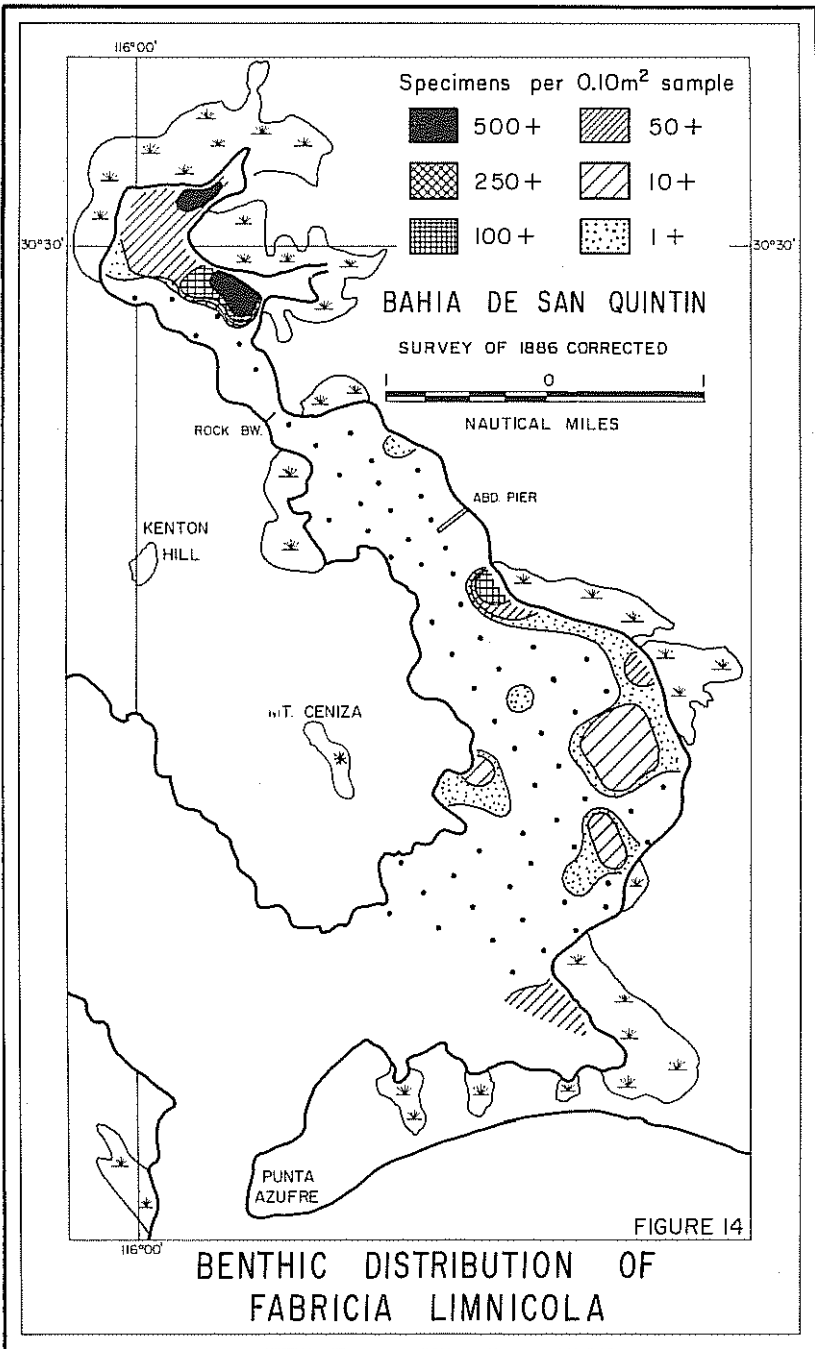 116°00'
Specimens per 0.10m² sample
500+ 50+
250+ 10+
100+ 1+
30°30' 30°30'
BAHIA DE SAN QUINTIN
SURVEY OF 1886 CORRECTED
1 0 1
NAUTICAL MILES
ROCK BW.
ABD. PIER
KENTON
HILL
MT. CENIZA
PUNTA
AZUFRE
FIGURE 14
116°00'
BENTHIC DISTRIBUTION OF
FABRICIA LIMNICOLA